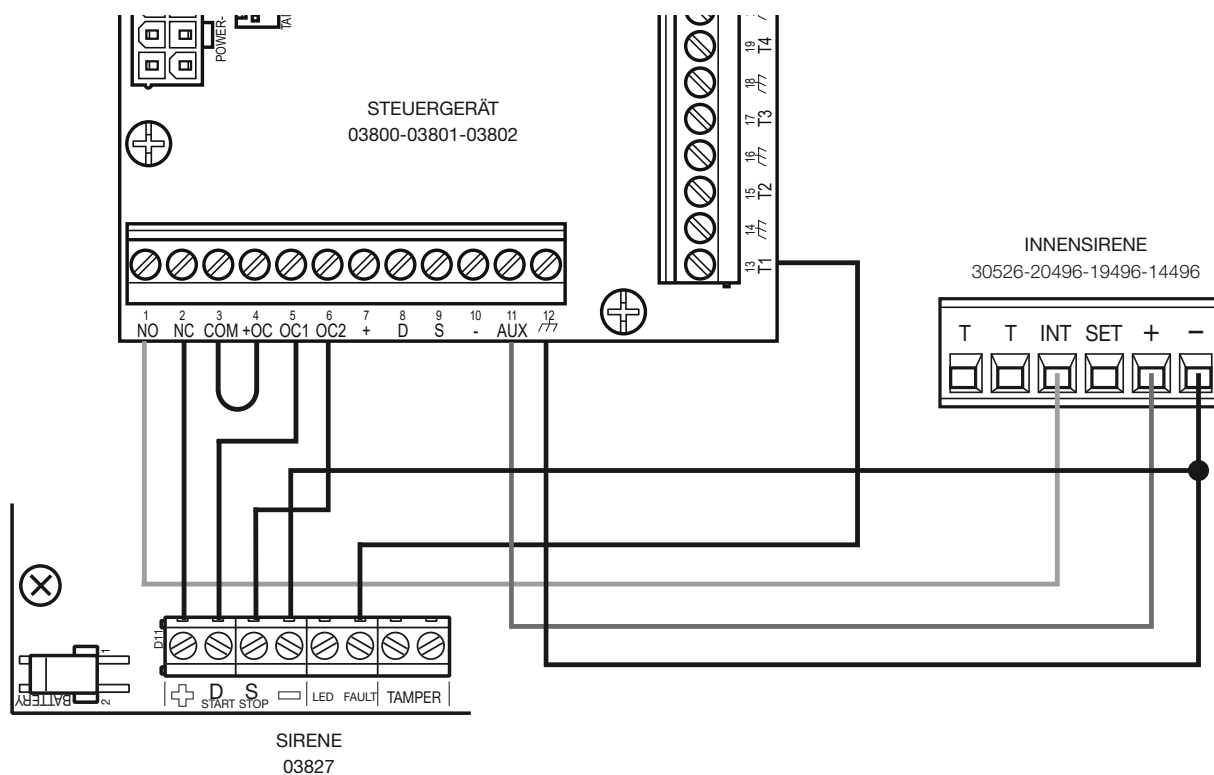 POWER-
TA
STEUERGERÄT
03800-03801-03802
19 T4
18
17 T3
16
15 T2
14
13 T1
1 2 3 4 5 6 7 8 9 10 11 12
NO NC COM +OC OC1 OC2 + D S - AUX
INNENSIRENE
30526-20496-19496-14496
T T INT SET + −
D11
BATTERY
1
2
D S
START STOP
LED FAULT TAMPER
SIRENE
03827